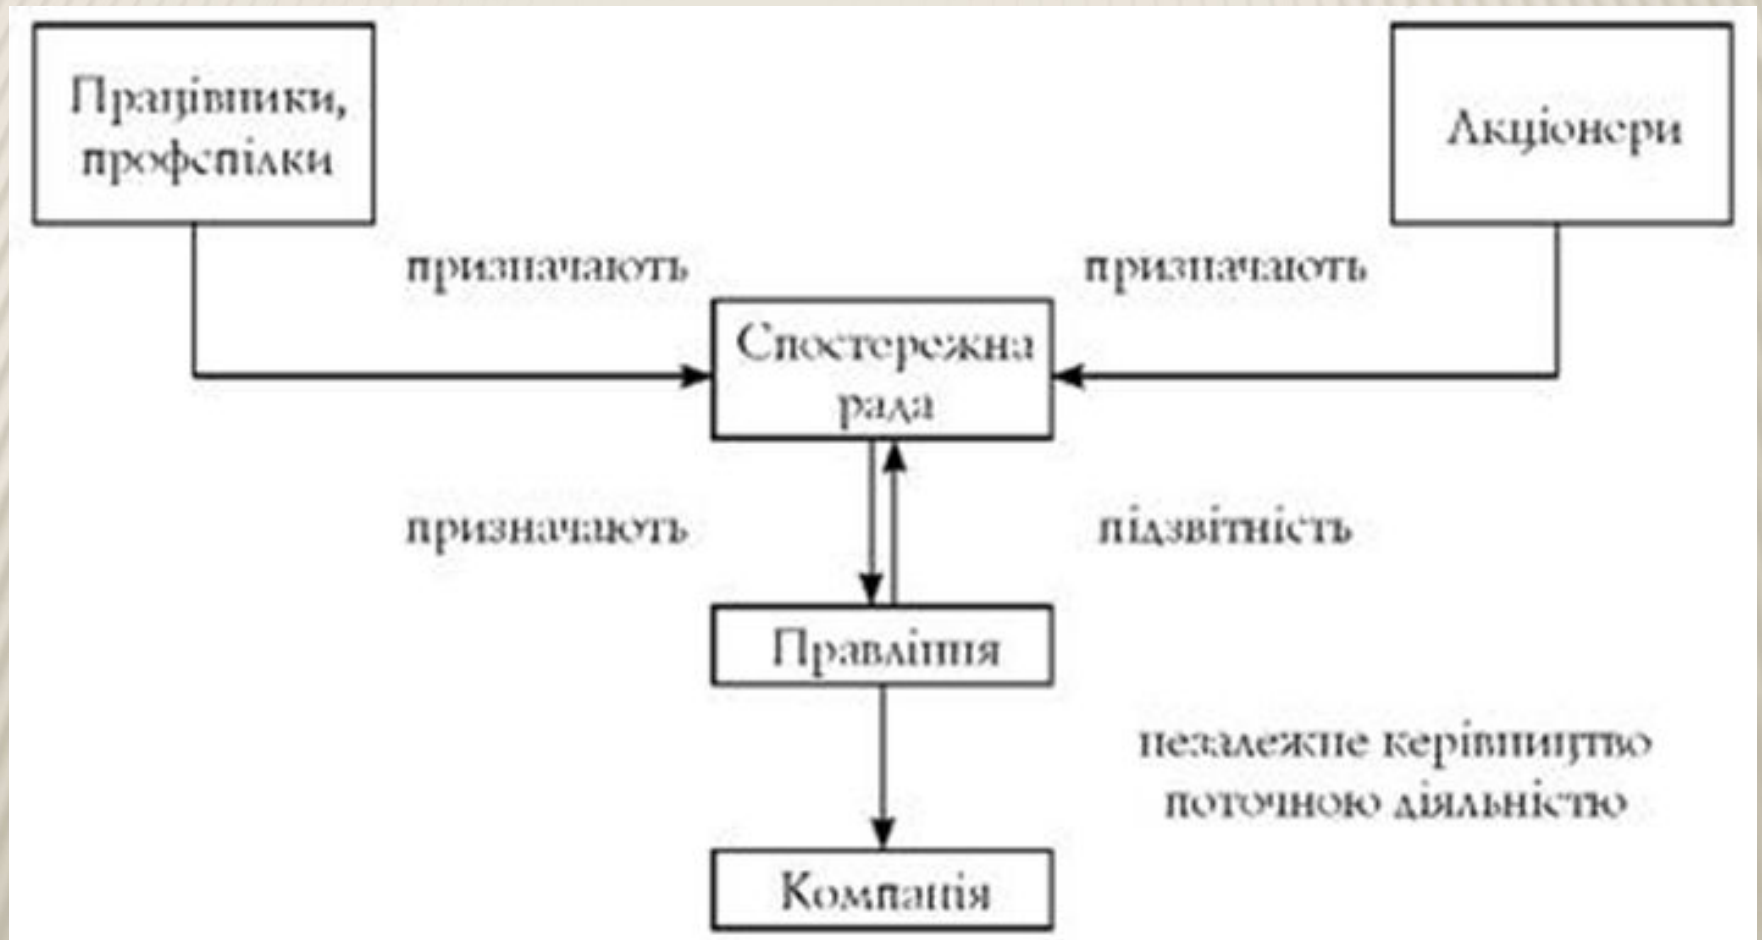 Працівники,
профспілки
Акціонери
призначають
призначають
Спостережна
рада
призначають
підзвітність
Правління
незалежне керівництво
поточною діяльністю
Компанія